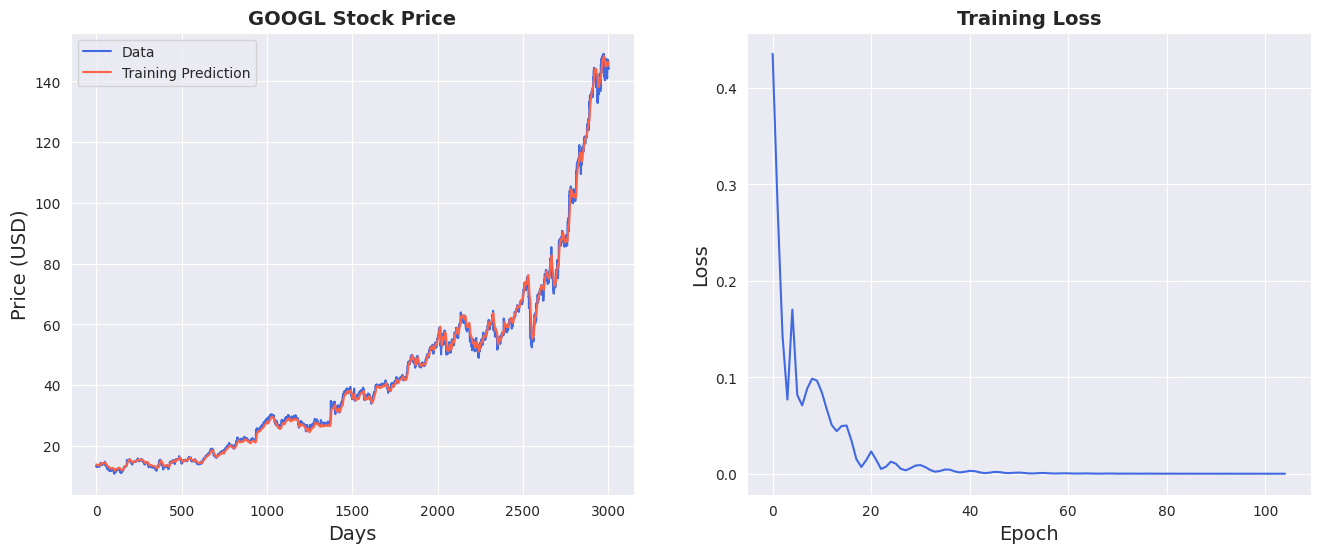 GOOGL Stock Price
Data
Training Prediction
140
120
100
80
60
40
20
Price (USD)
0 500 1000 1500 2000 2500 3000
Days
Training Loss
0.4
0.3
0.2
0.1
0.0
Loss
0 20 40 60 80 100
Epoch